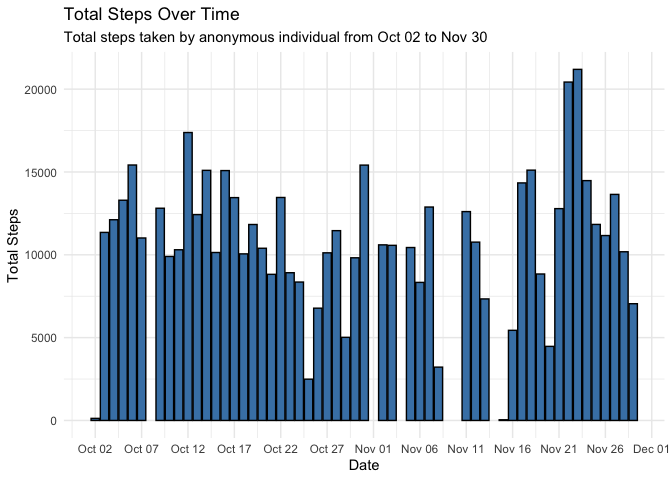 Total Steps Over Time
Total steps taken by anonymous individual from Oct 02 to Nov 30
Total Steps
20000
15000
10000
5000
0
Oct 02 Oct 07 Oct 12 Oct 17 Oct 22 Oct 27 Nov 01 Nov 06 Nov 11 Nov 16 Nov 21 Nov 26 Dec 01
Date